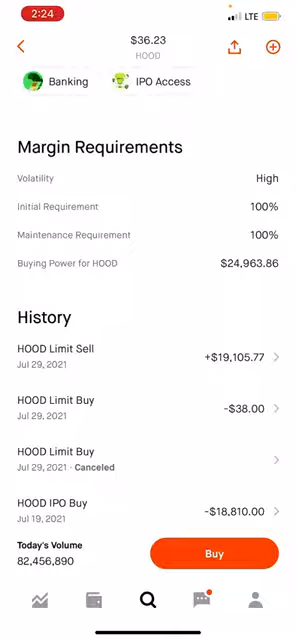 2:24
LTE
$36.23
HOOD
Banking
IPO Access
Margin Requirements
Volatility High
Initial Requirement 100%
Maintenance Requirement 100%
Buying Power for HOOD $24,963.86
History
HOOD Limit Sell
Jul 29, 2021
+$19,105.77
HOOD Limit Buy
Jul 29, 2021
-$38.00
HOOD Limit Buy
Jul 29, 2021 · Canceled
HOOD IPO Buy
Jul 19, 2021
-$18,810.00
Today's Volume
82,456,890
Buy